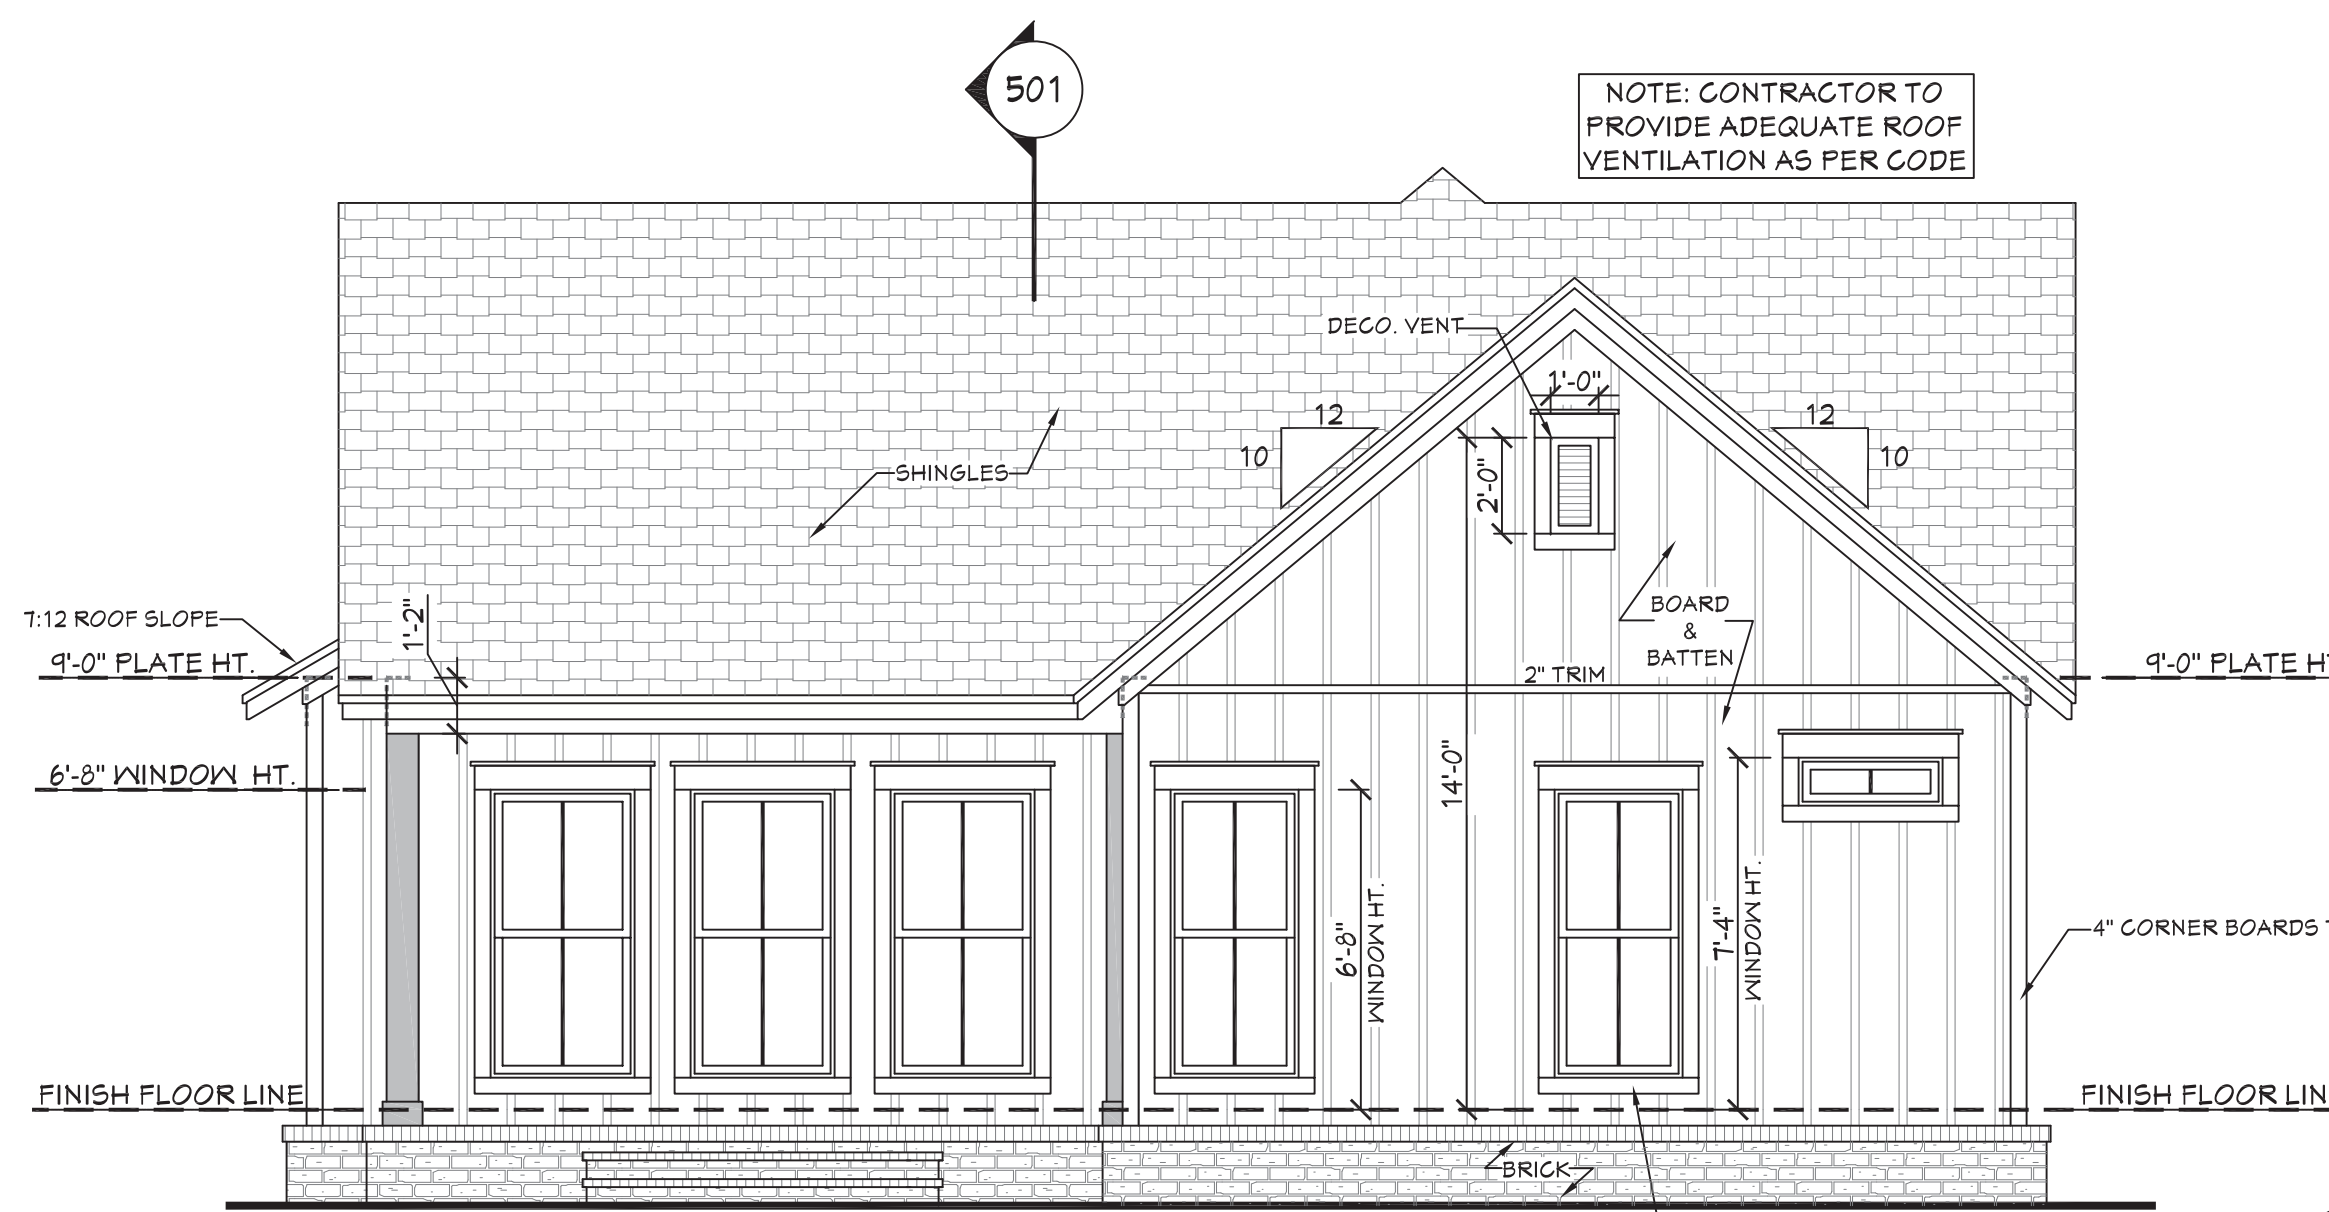 501
NOTE: CONTRACTOR TO
PROVIDE ADEQUATE ROOF
VENTILATION AS PER CODE
DECO. VENT
1'-0"
12
10
12
10
2'-0"
SHINGLES
7:12 ROOF SLOPE
1'-2"
BOARD
&
BATTEN
9'-0" PLATE HT.
9'-0" PLATE HT
2" TRIM
6'-8" WINDOW HT.
14'-0"
6'-8"
WINDOW HT.
7'-4"
WINDOW HT.
4" CORNER BOARDS
FINISH FLOOR LINE
FINISH FLOOR LIN
BRICK